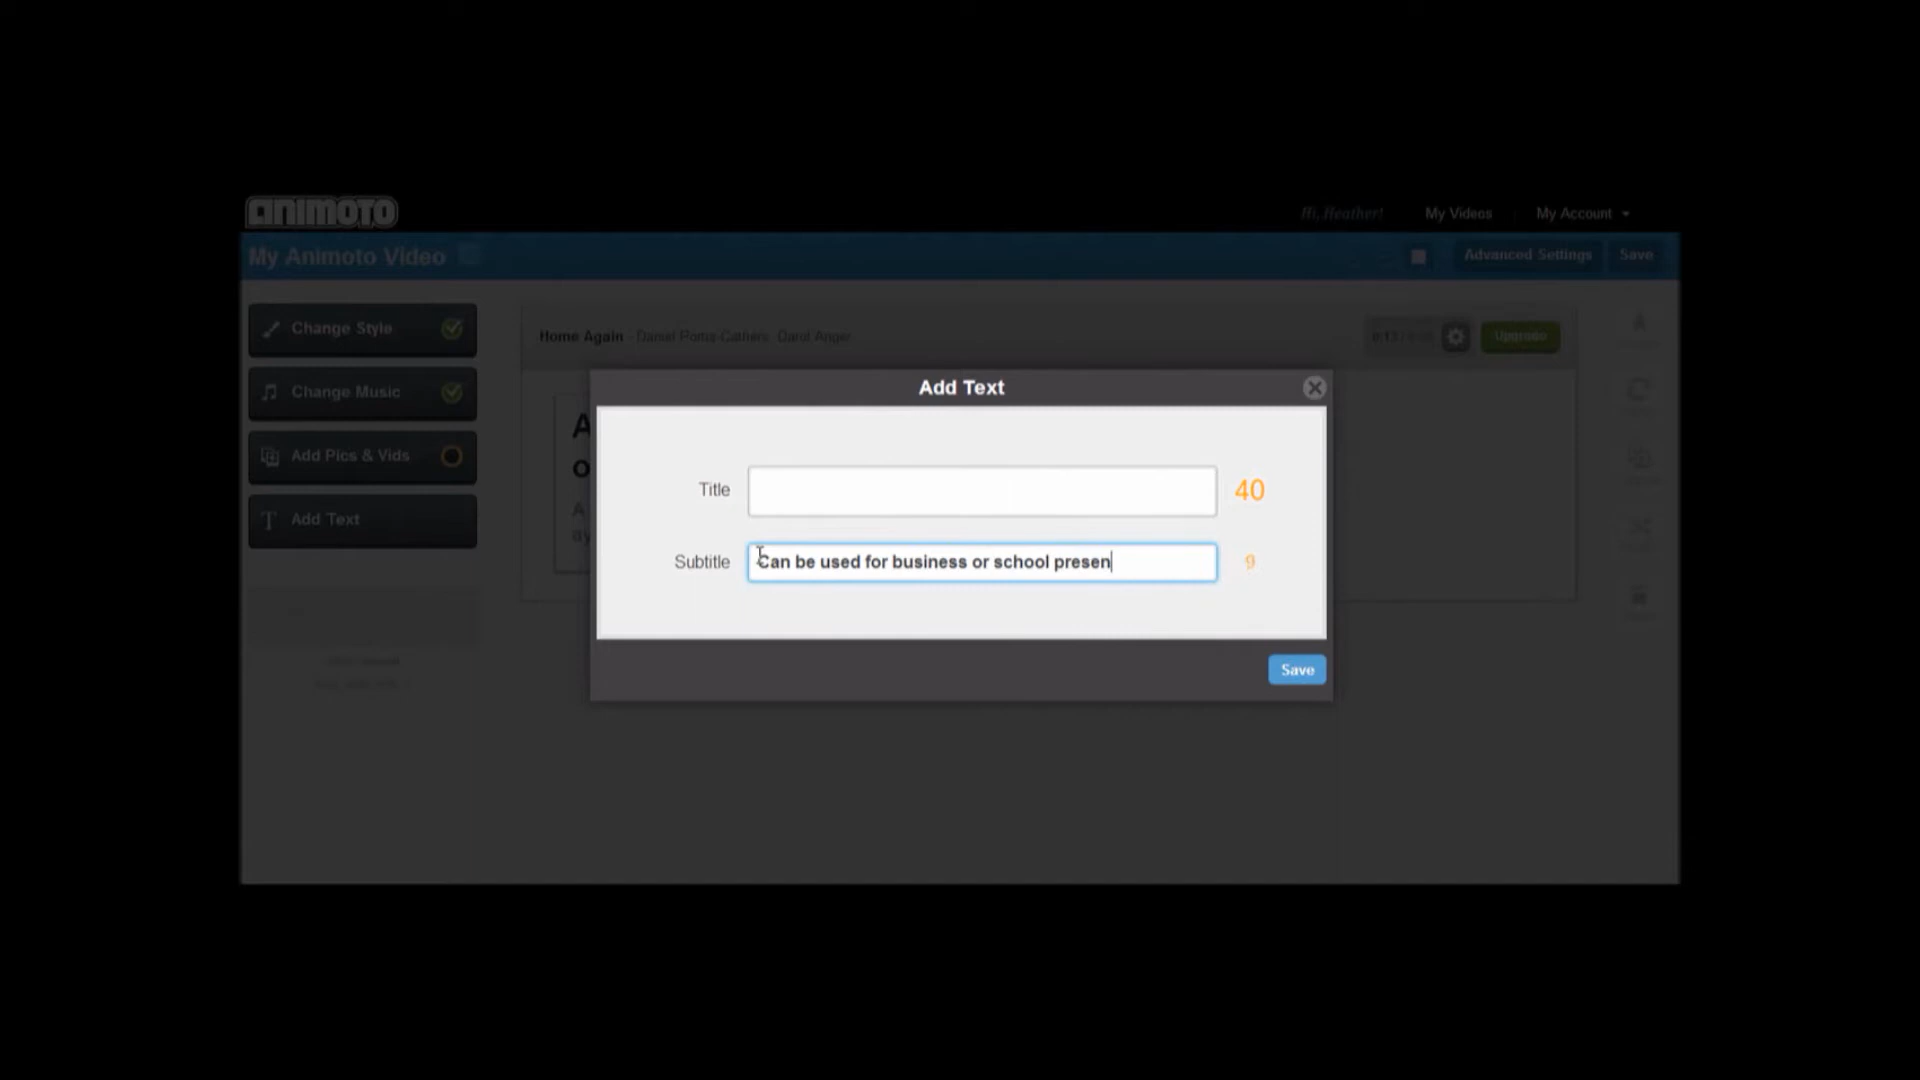 ANIMOTO
Hi, Heather!
My Videos
My Account
My Animoto Video
Advanced Settings
Save
Change Style
Change Music
Add Pics & Vids
Add Text
Home Again - Daniel Poma-Cathers, Darol Anger
Upgrade
A
o
A
Add Text
Title
40
Subtitle
Can be used for business or school presen
9
Save